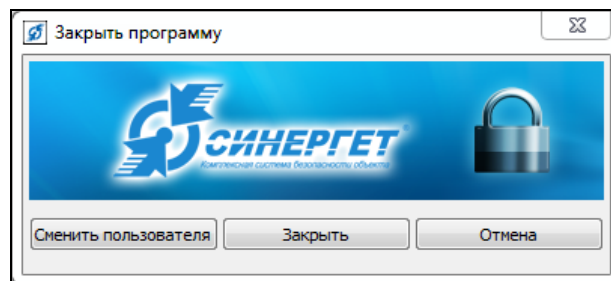 Закрыть программу
СИНЕРГЕТ®
Комплексная система безопасности объекта
Сменить пользователя
Закрыть
Отмена